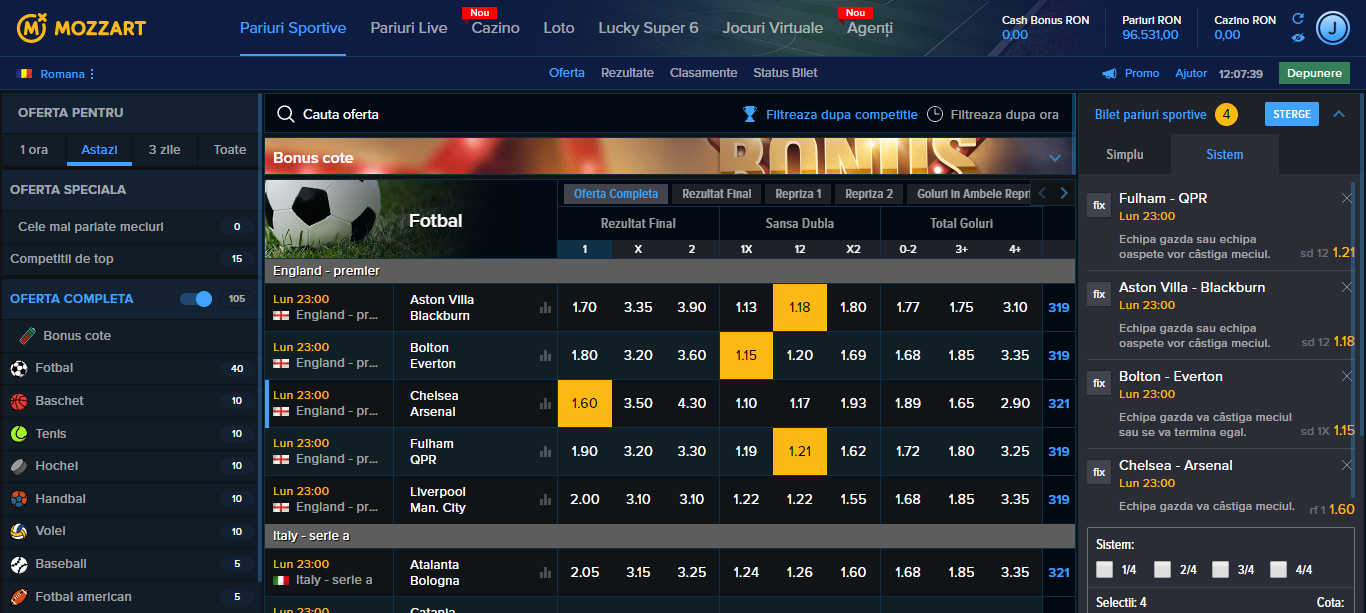 MOZZART
Pariuri Sportive
Pariuri Live
Nou
Cazino
Loto
Lucky Super 6
Jocuri Virtuale
Nou
Agenți
Cash Bonus RON
0,00
Pariuri RON
96.531,00
Cazino RON
0,00
J
Romana
Oferta Rezultate Clasamente Status Bilet
Promo Ajutor 12:07:39 Depunere
OFERTA PENTRU
1 ora Astazi 3 zile Toate
OFERTA SPECIALA
Cele mai pariate meciuri 0
Competitii de top 15
OFERTA COMPLETA 105
Bonus cote
Fotbal 40
Baschet 10
Tenis 10
Hochei 10
Handbal 10
Volei 10
Baseball 5
Fotbal american 5
Cauta oferta Filtreaza dupa competitie Filtreaza dupa ora
Bonus cote BONUS
Fotbal
Oferta Completa Rezultat Final Repriza 1 Repriza 2 Goluri in Ambele Repri
Rezultat Final Sansa Dubla Total Goluri
1 X 2 1X 12 X2 0-2 3+ 4+
England - premier
Lun 23:00 Aston Villa
England - pr... Blackburn 1.70 3.35 3.90 1.13 1.18 1.80 1.77 1.75 3.10 319
Lun 23:00 Bolton
England - pr... Everton 1.80 3.20 3.60 1.15 1.20 1.69 1.68 1.85 3.35 319
Lun 23:00 Chelsea
England - pr... Arsenal 1.60 3.50 4.30 1.10 1.17 1.93 1.89 1.65 2.90 321
Lun 23:00 Fulham
England - pr... QPR 1.90 3.20 3.30 1.19 1.21 1.62 1.72 1.80 3.25 319
Lun 23:00 Liverpool
England - pr... Man. City 2.00 3.10 3.10 1.22 1.22 1.55 1.68 1.85 3.35 319
Italy - serie a
Lun 23:00 Atalanta
Italy - serie a Bologna 2.05 3.15 3.25 1.24 1.26 1.60 1.68 1.85 3.35 321
Lun 23:00 Catania
Bilet pariuri sportive 4 STERGE
Simplu Sistem
fix Fulham - QPR
Lun 23:00
Echipa gazda sau echipa
oaspete vor câstiga meciul. sd 12 1.21
fix Aston Villa - Blackburn
Lun 23:00
Echipa gazda sau echipa
oaspete vor câstiga meciul. sd 12 1.18
fix Bolton - Everton
Lun 23:00
Echipa gazda va câstiga meciul
sau se va termina egal. sd 1X 1.15
fix Chelsea - Arsenal
Lun 23:00
Echipa gazda va câstiga meciul. rf 1 1.60
Sistem:
1/4 2/4 3/4 4/4
Selectii: 4 Cota: